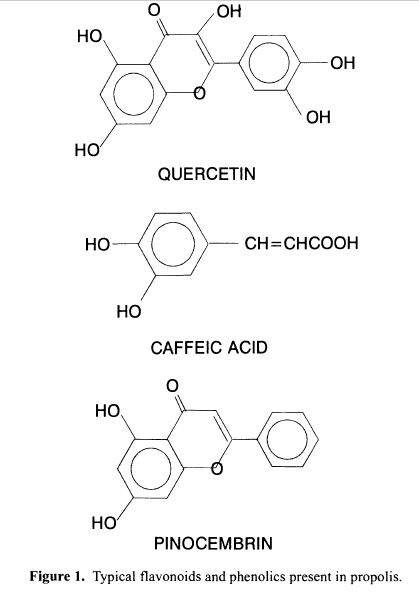 O OH
HO
OH
O
OH
HO
QUERCETIN
HO CH=CHCOOH
HO
CAFFEIC ACID
O
HO
O
HO
PINOCEMBRIN
Figure 1. Typical flavonoids and phenolics present in propolis.